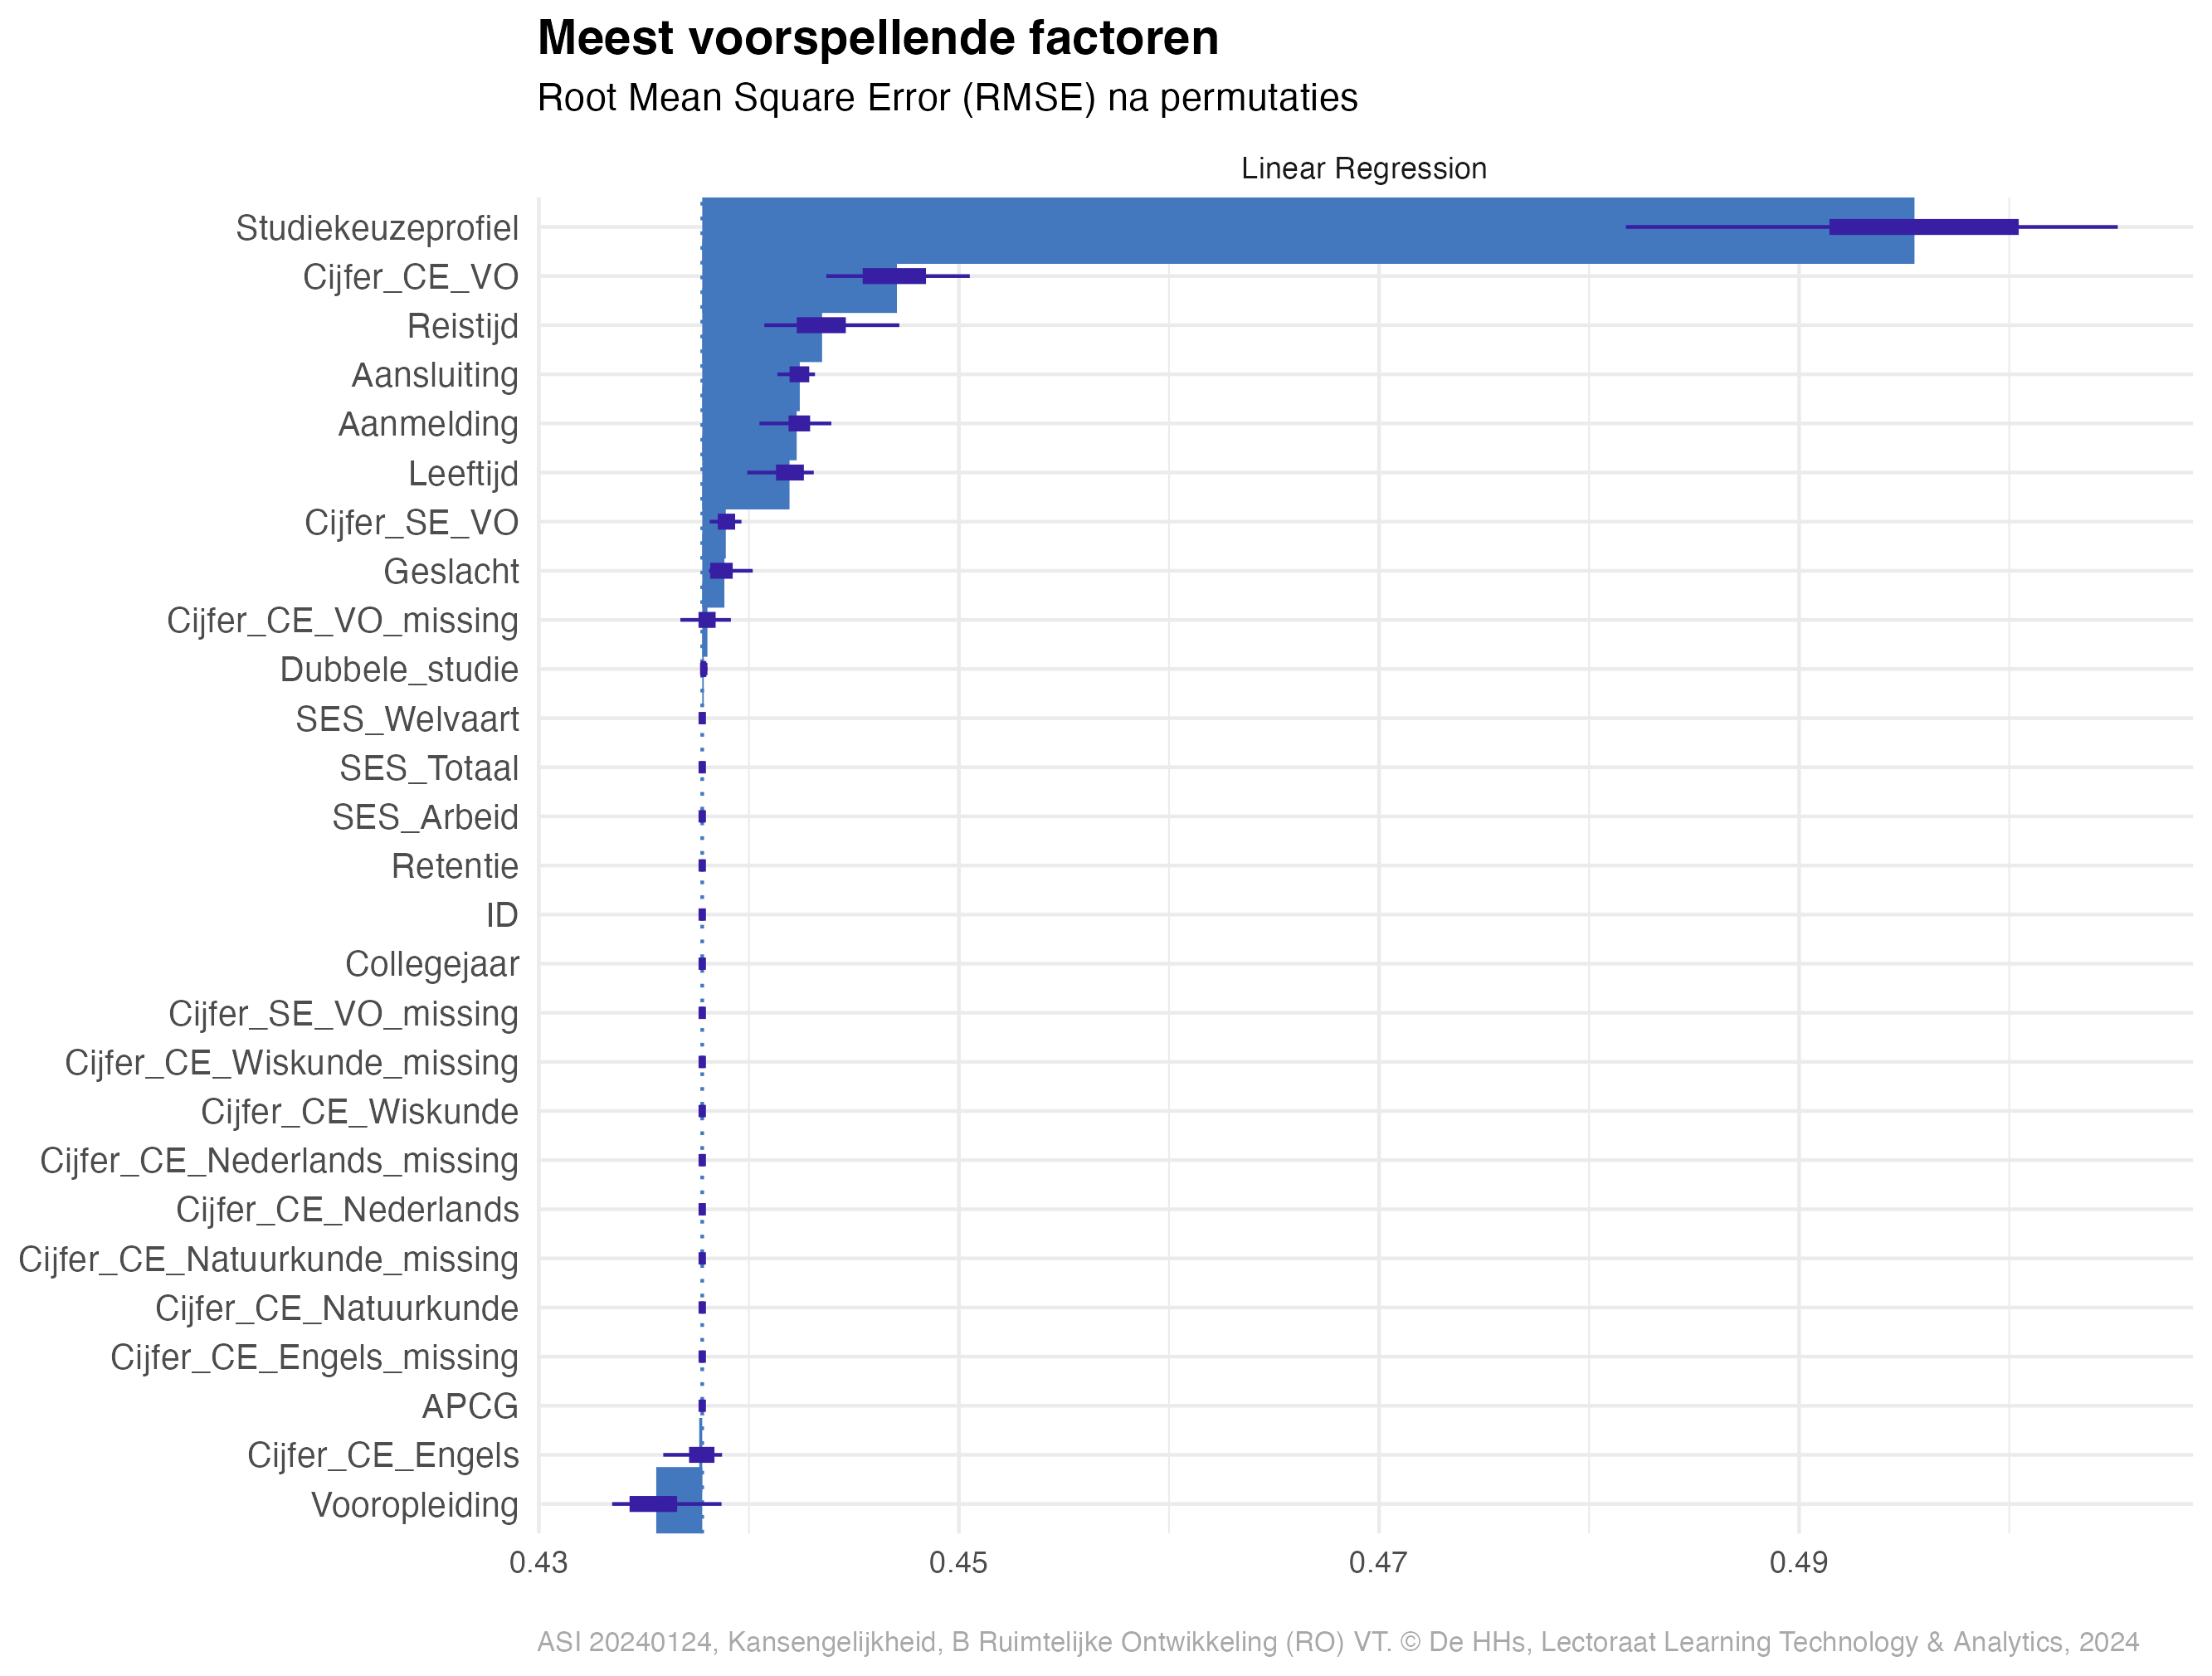 Meest voorspellende factoren
Root Mean Square Error (RMSE) na permutaties
Linear Regression
Studiekeuzeprofiel
Cijfer_CE_VO
Reistijd
Aansluiting
Aanmelding
Leeftijd
Cijfer_SE_VO
Geslacht
Cijfer_CE_VO_missing
Dubbele_studie
SES_Welvaart
SES_Totaal
SES_Arbeid
Retentie
ID
Collegejaar
Cijfer_SE_VO_missing
Cijfer_CE_Wiskunde_missing
Cijfer_CE_Wiskunde
Cijfer_CE_Nederlands_missing
Cijfer_CE_Nederlands
Cijfer_CE_Natuurkunde_missing
Cijfer_CE_Natuurkunde
Cijfer_CE_Engels_missing
APCG
Cijfer_CE_Engels
Vooropleiding
0.43 0.45 0.47 0.49
ASI 20240124, Kansengelijkheid, B Ruimtelijke Ontwikkeling (RO) VT. © De HHs, Lectoraat Learning Technology & Analytics, 2024